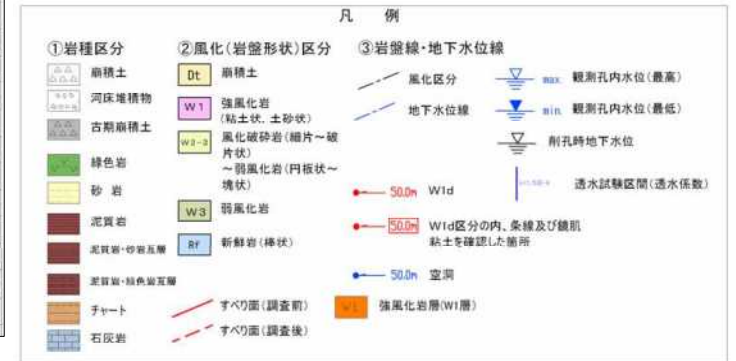 凡 例
①岩種区分
崩積土
河床堆積物
古期崩積土
緑色岩
砂 岩
泥質岩
泥質岩・砂岩互層
泥質岩・緑色岩互層
チャート
石灰岩
②風化(岩盤形状)区分
Dt 崩積土
W1 強風化岩
(粘土状、土砂状)
W2-3 風化破砕岩(細片~破
片状)
~弱風化岩(円板状~
塊状)
W3 弱風化岩
Rf 新鮮岩(棒状)
すべり面(調査前)
すべり面(調査後)
③岩盤線・地下水位線
風化区分
地下水位線
max. 観測孔内水位(最高)
min. 観測孔内水位(最低)
削孔時地下水位
透水試験区間(透水係数)
50.0m W1d
50.0m W1d区分の内、条線及び鏡肌
粘土を確認した箇所
50.0m 空洞
W1 強風化岩層(W1層)